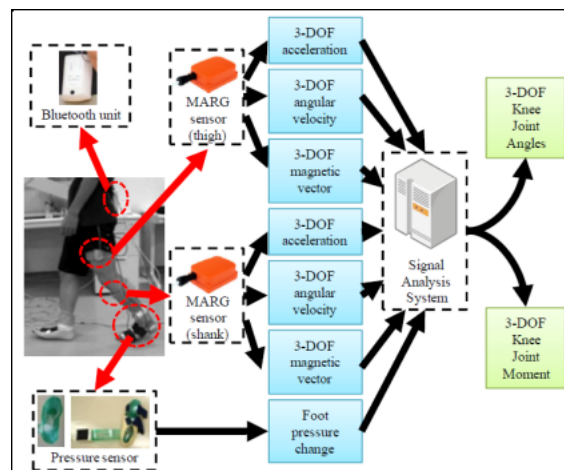 Bluetooth unit
MARG
sensor
(thigh)
3-DOF
acceleration
3-DOF
angular
velocity
3-DOF
magnetic
vector
MARG
sensor
(shank)
3-DOF
acceleration
3-DOF
angular
velocity
3-DOF
magnetic
vector
Pressure sensor
Foot
pressure
change
Signal
Analysis
System
3-DOF
Knee
Joint
Angles
3-DOF
Knee
Joint
Moment